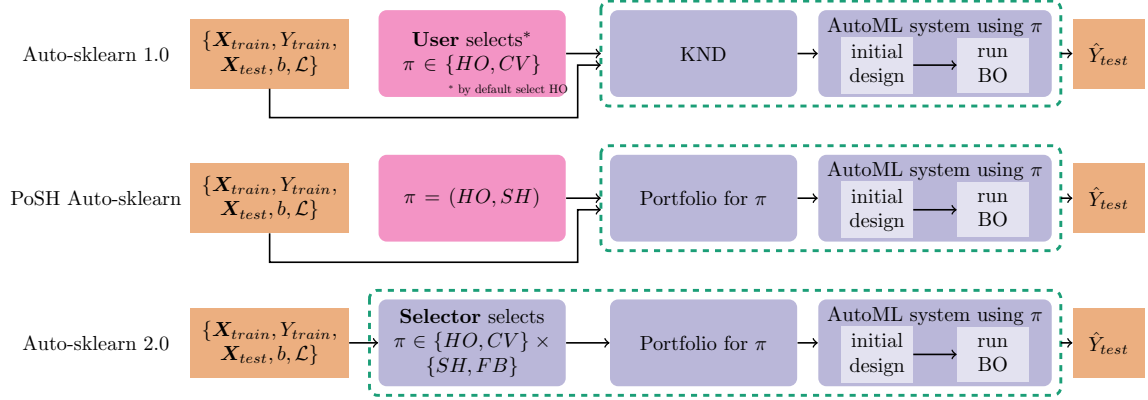 Auto-sklearn 1.0
{X_train, Y_train,
X_test, b, ℒ}
User selects*
π ∈ {HO, CV}
* by default select HO
KND
AutoML system using π
initial
design
run
BO
Ŷ_test
PoSH Auto-sklearn
{X_train, Y_train,
X_test, b, ℒ}
π = (HO, SH)
Portfolio for π
AutoML system using π
initial
design
run
BO
Ŷ_test
Auto-sklearn 2.0
{X_train, Y_train,
X_test, b, ℒ}
Selector selects
π ∈ {HO, CV} ×
{SH, FB}
Portfolio for π
AutoML system using π
initial
design
run
BO
Ŷ_test